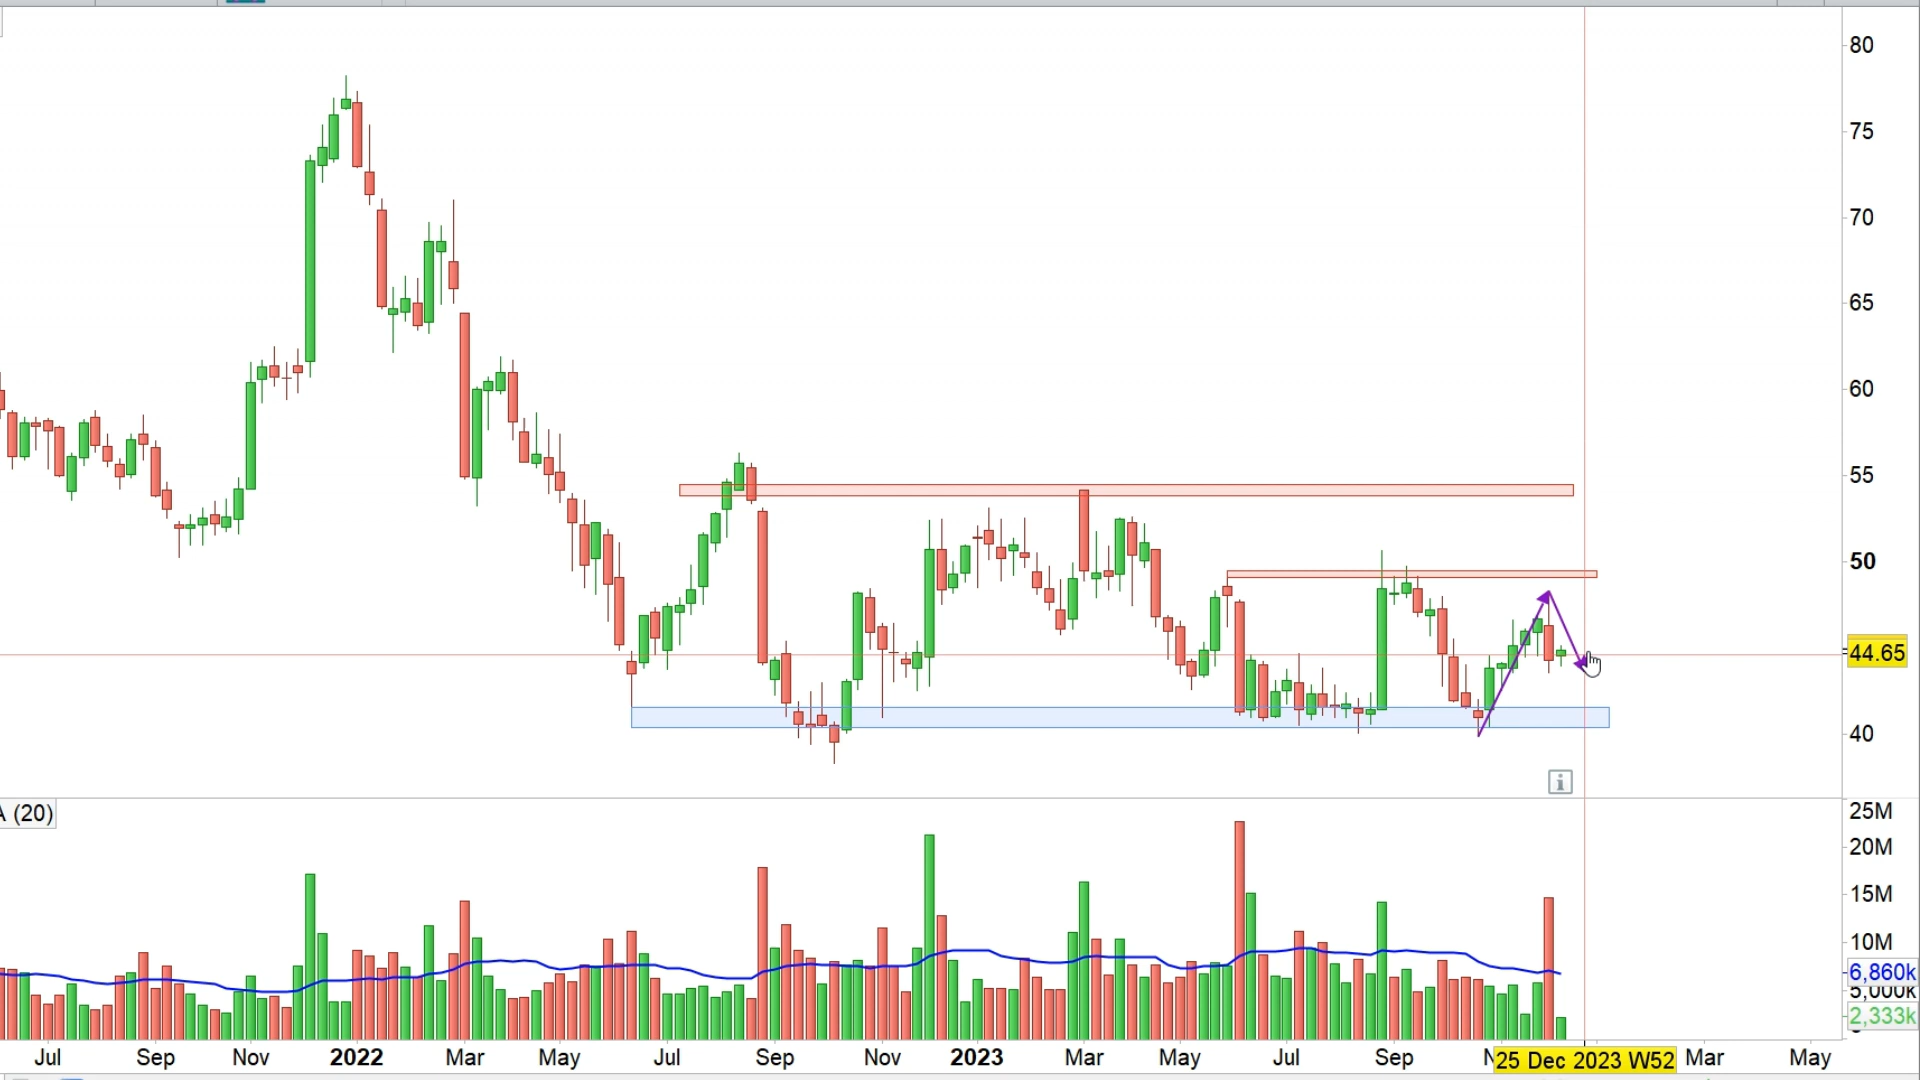 80
75
70
65
60
55
50
44.65
40
i
A (20)
25M
20M
15M
10M
6,860k
5,000k
2,333k
Jul Sep Nov 2022 Mar May Jul Sep Nov 2023 Mar May Jul Sep N 25 Dec 2023 W52 Mar May